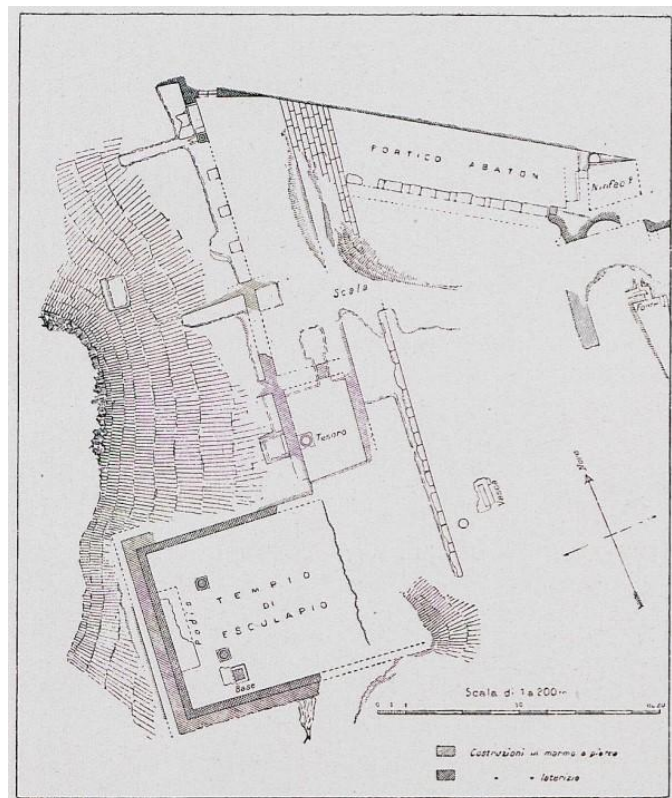 PORTICO ABATON
Ninfeo?
Scala
Tesoro
Vasca
Nord
TEMPIO
DI
ESCULAPIO
Podio
Base
Scala di 1 a 200 m
Costruzioni in marmo e pietra
" " laterizio